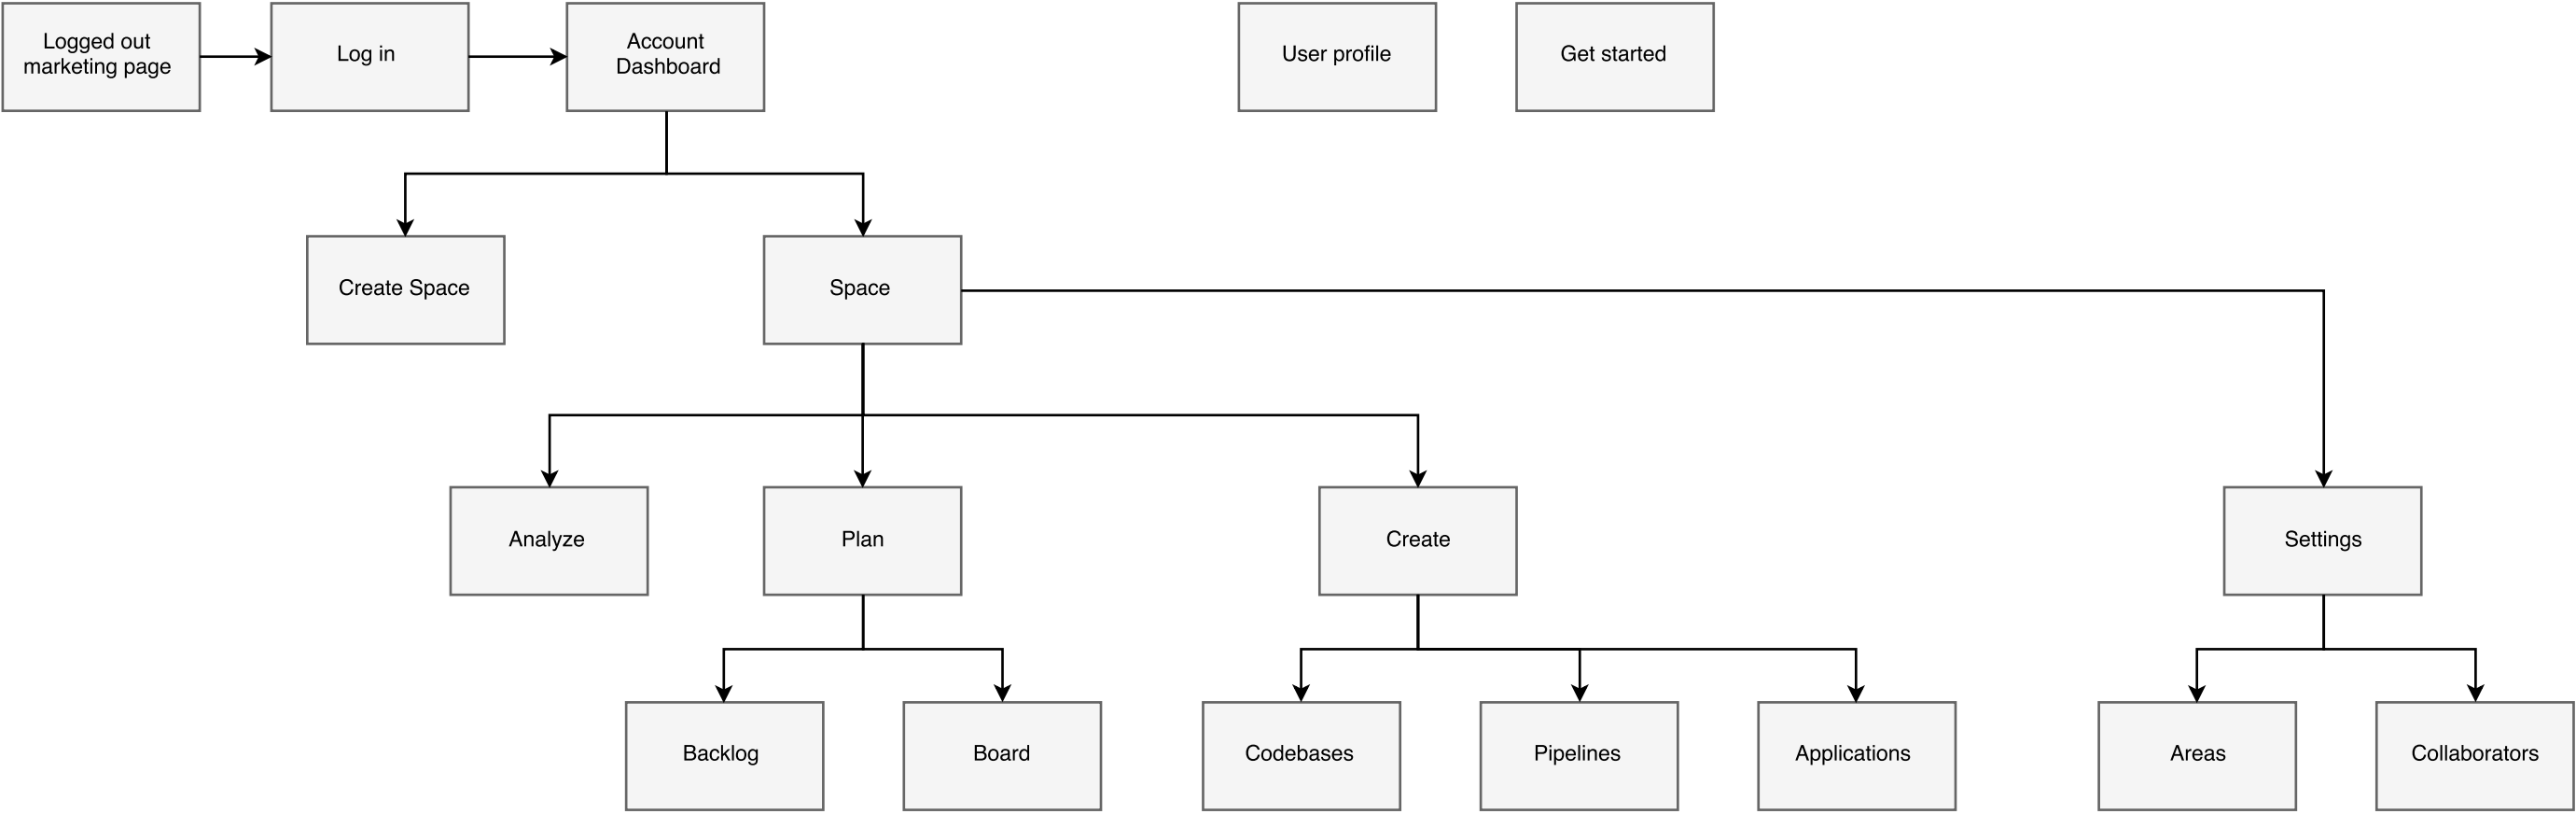 Logged out
marketing page
Log in
Account
Dashboard
User profile
Get started
Create Space
Space
Analyze
Plan
Create
Settings
Backlog
Board
Codebases
Pipelines
Applications
Areas
Collaborators